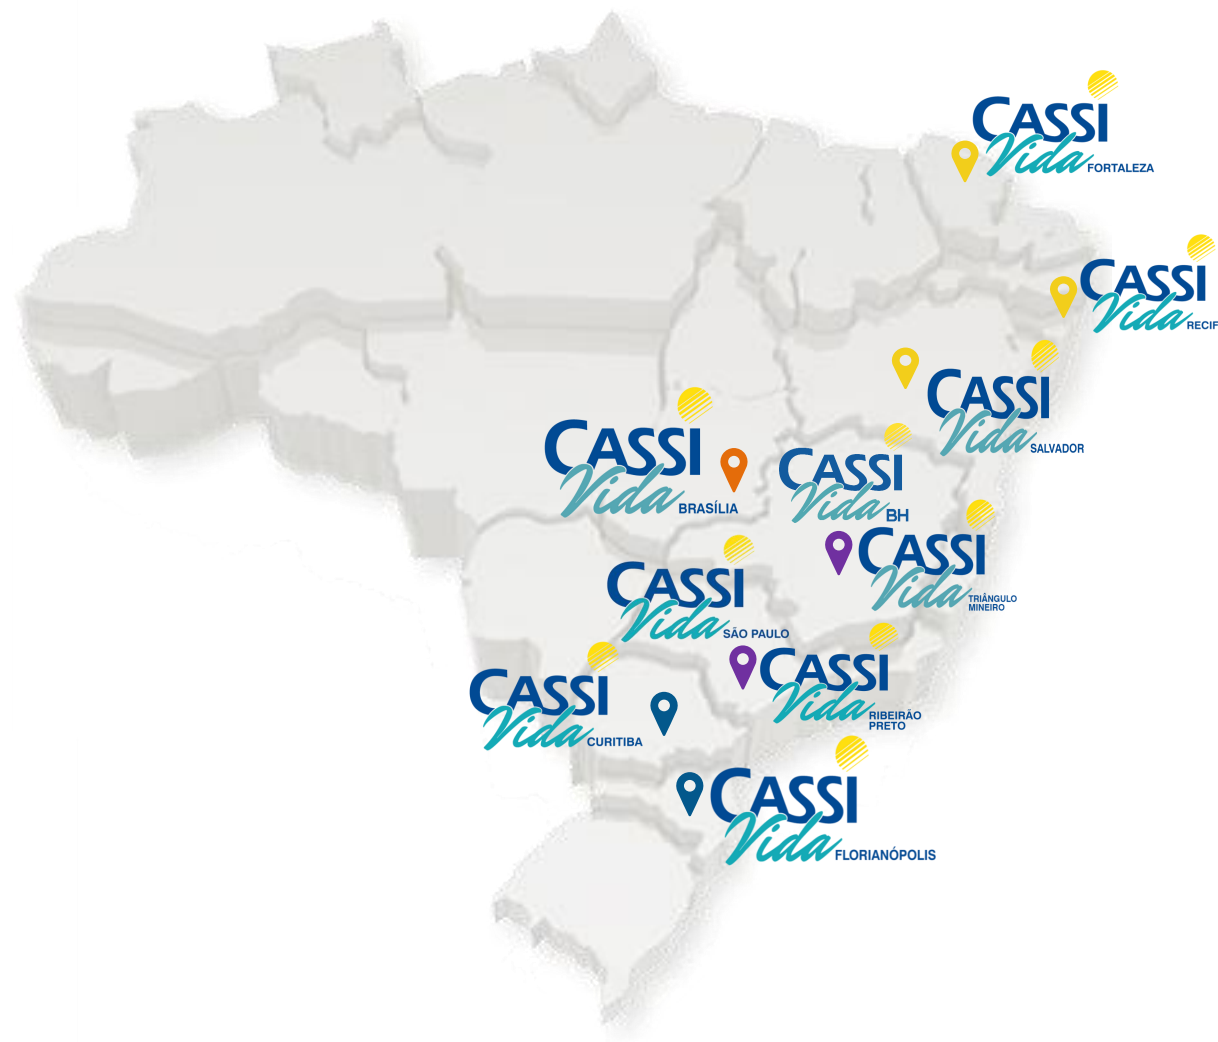 CASSI
Vida FORTALEZA
CASSI
Vida RECIF
CASSI
Vida SALVADOR
CASSI
Vida BRASÍLIA
CASSI
Vida BH
CASSI
Vida TRIÂNGULO
MINEIRO
CASSI
Vida SÃO PAULO
CASSI
Vida RIBEIRÃO
PRETO
CASSI
Vida CURITIBA
CASSI
Vida FLORIANÓPOLIS